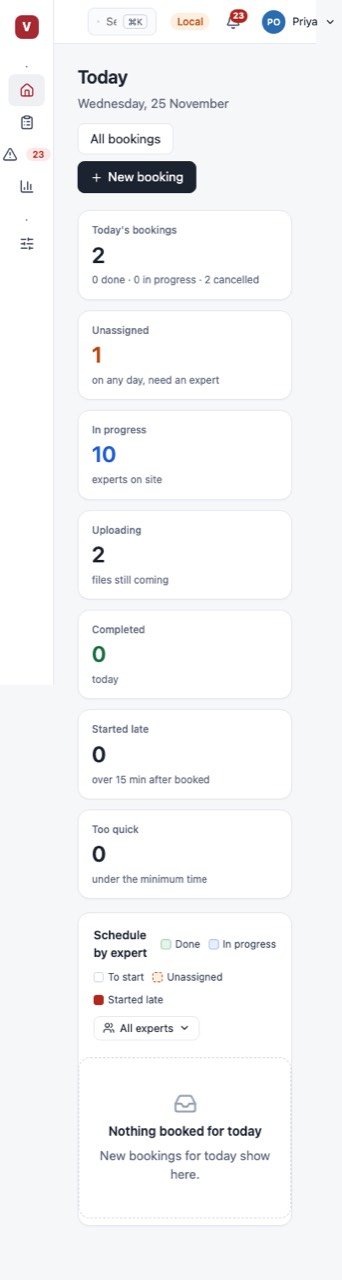 V
Se
⌘K
Local
23
PO
Priya
23
Today
Wednesday, 25 November
All bookings
+ New booking
Today's bookings
2
0 done · 0 in progress · 2 cancelled
Unassigned
1
on any day, need an expert
In progress
10
experts on site
Uploading
2
files still coming
Completed
0
today
Started late
0
over 15 min after booked
Too quick
0
under the minimum time
Schedule
by expert
Done
In progress
To start
Unassigned
Started late
All experts
Nothing booked for today
New bookings for today show
here.